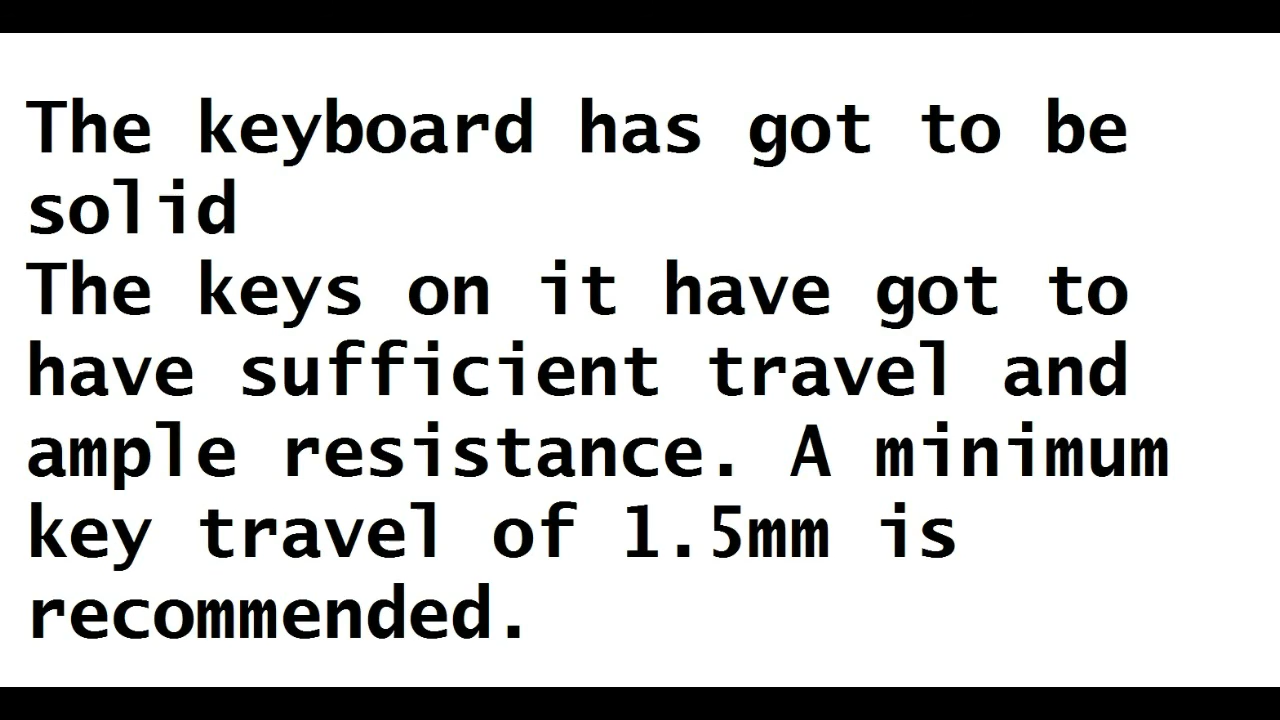 The keyboard has got to be
solid
The keys on it have got to
have sufficient travel and
ample resistance. A minimum
key travel of 1.5mm is
recommended.